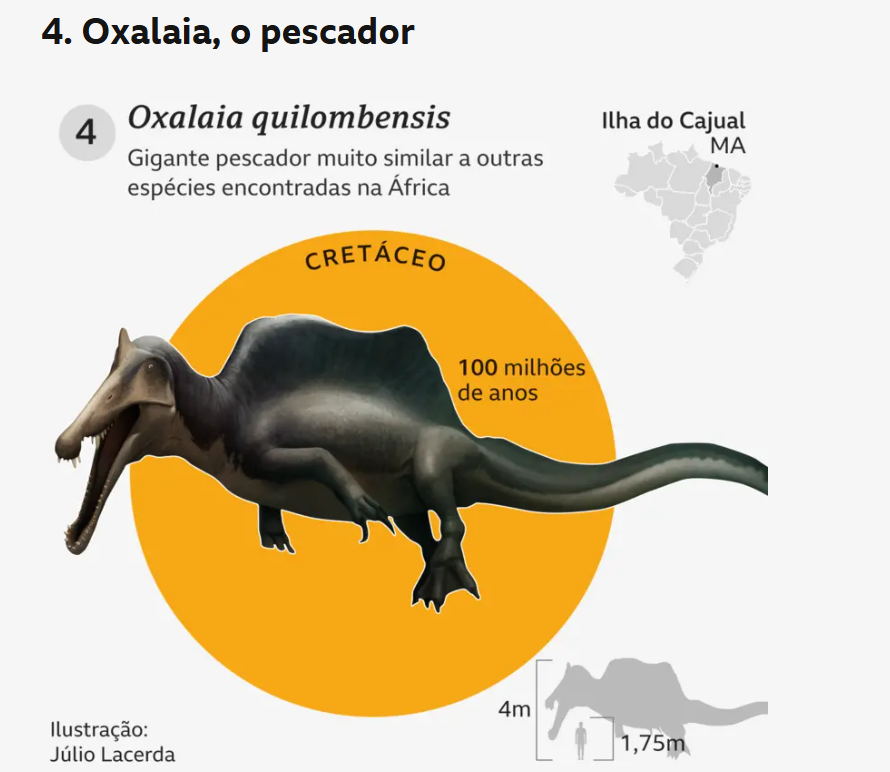 4. Oxalaia, o pescador
4
Oxalaia quilombensis
Gigante pescador muito similar a outras
espécies encontradas na África
Ilha do Cajual
MA
CRETÁCEO
100 milhões
de anos
4m
1,75m
Ilustração:
Júlio Lacerda